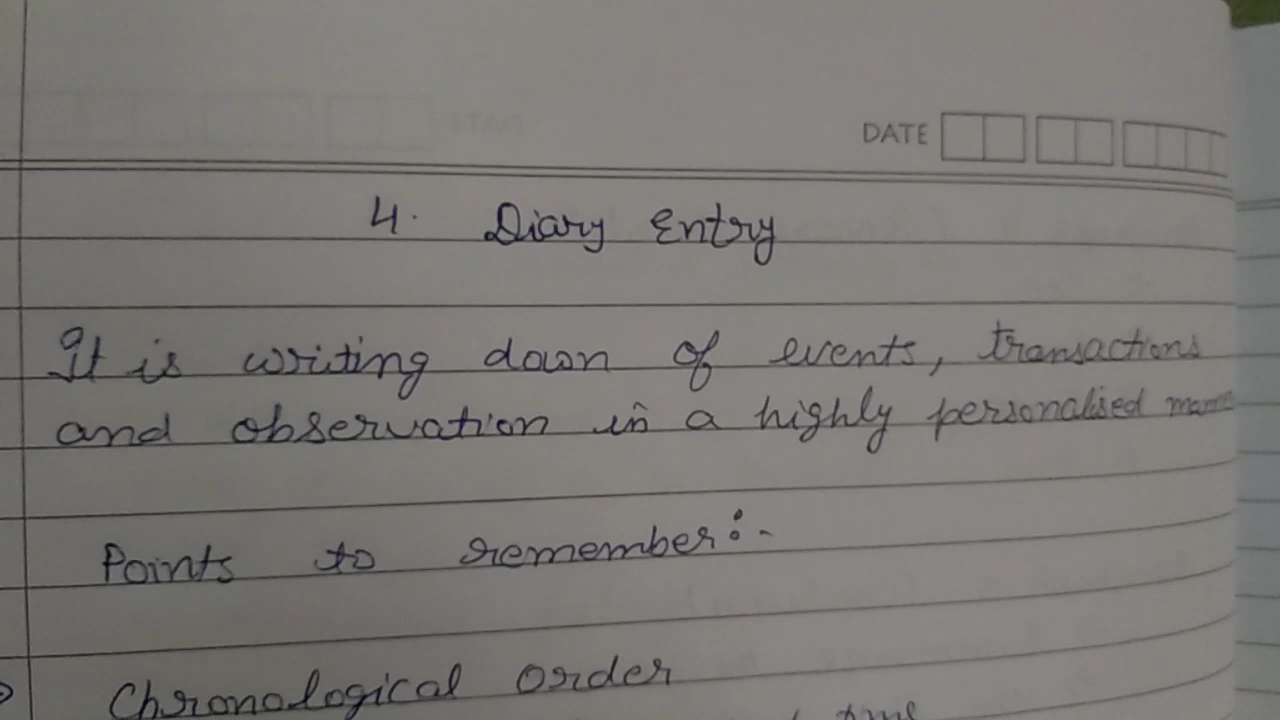 DATE
4. Diary Entry
It is writing down of events, transactions
and observation in a highly personalised
Points to remember:-
Chronological order
time